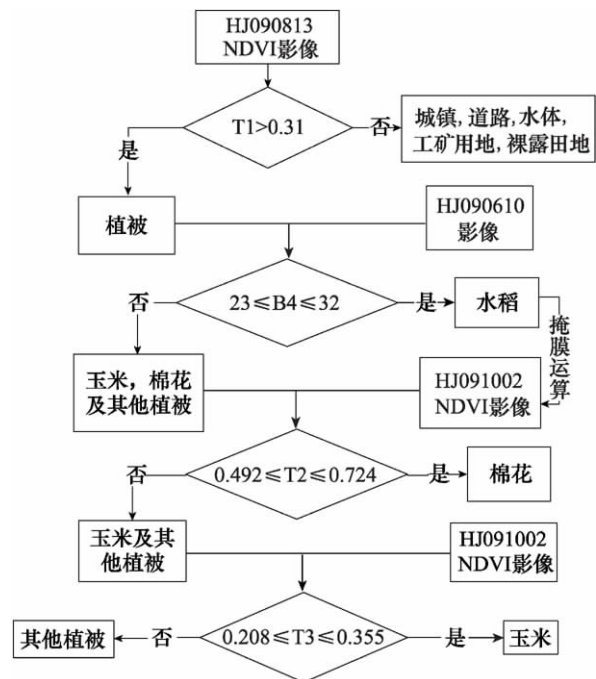 HJ090813
NDVI影像
T1>0.31
否
城镇, 道路, 水体,
工矿用地, 裸露田地
是
植被
HJ090610
影像
否
23≤B4≤32
是
水稻
掩膜运算
玉米，棉花
及其他植被
HJ091002
NDVI影像
否
0.492≤T2≤0.724
是
棉花
玉米及其
他植被
HJ091002
NDVI影像
其他植被
否
0.208≤T3≤0.355
是
玉米